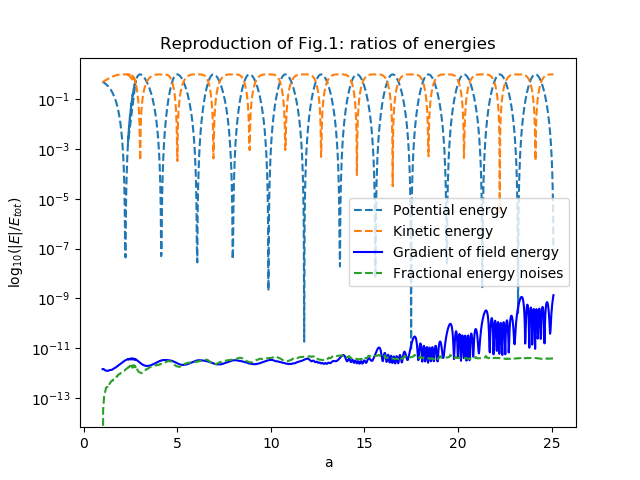 Reproduction of Fig.1: ratios of energies
log₁₀(|E|/E_tot)
10⁻¹
10⁻³
10⁻⁵
10⁻⁷
10⁻⁹
10⁻¹¹
10⁻¹³
Potential energy
Kinetic energy
Gradient of field energy
Fractional energy noises
0 5 10 15 20 25
a